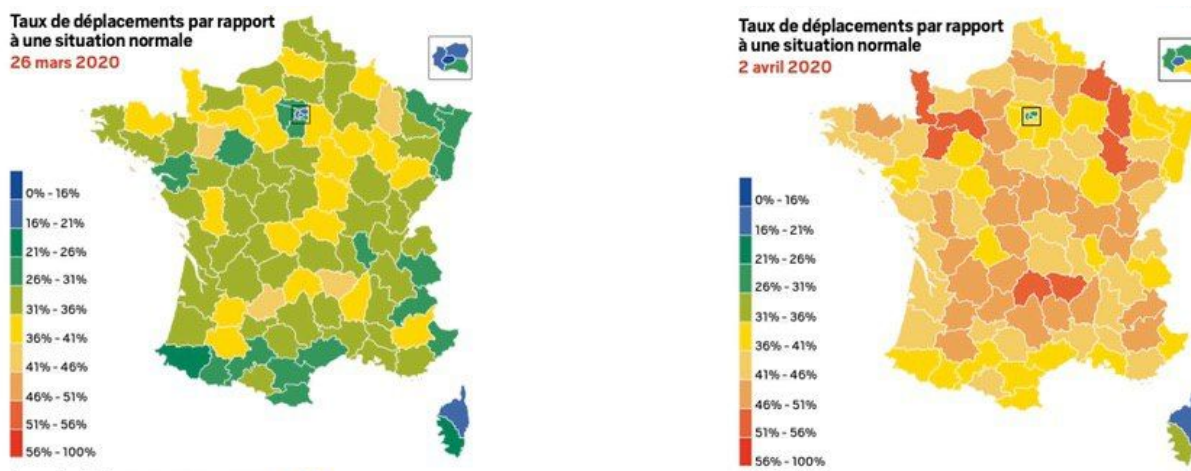 Taux de déplacements par rapport
à une situation normale
26 mars 2020
0% - 16%
16% - 21%
21% - 26%
26% - 31%
31% - 36%
36% - 41%
41% - 46%
46% - 51%
51% - 56%
56% - 100%
Taux de déplacements par rapport
à une situation normale
2 avril 2020
0% - 16%
16% - 21%
21% - 26%
26% - 31%
31% - 36%
36% - 41%
41% - 46%
46% - 51%
51% - 56%
56% - 100%